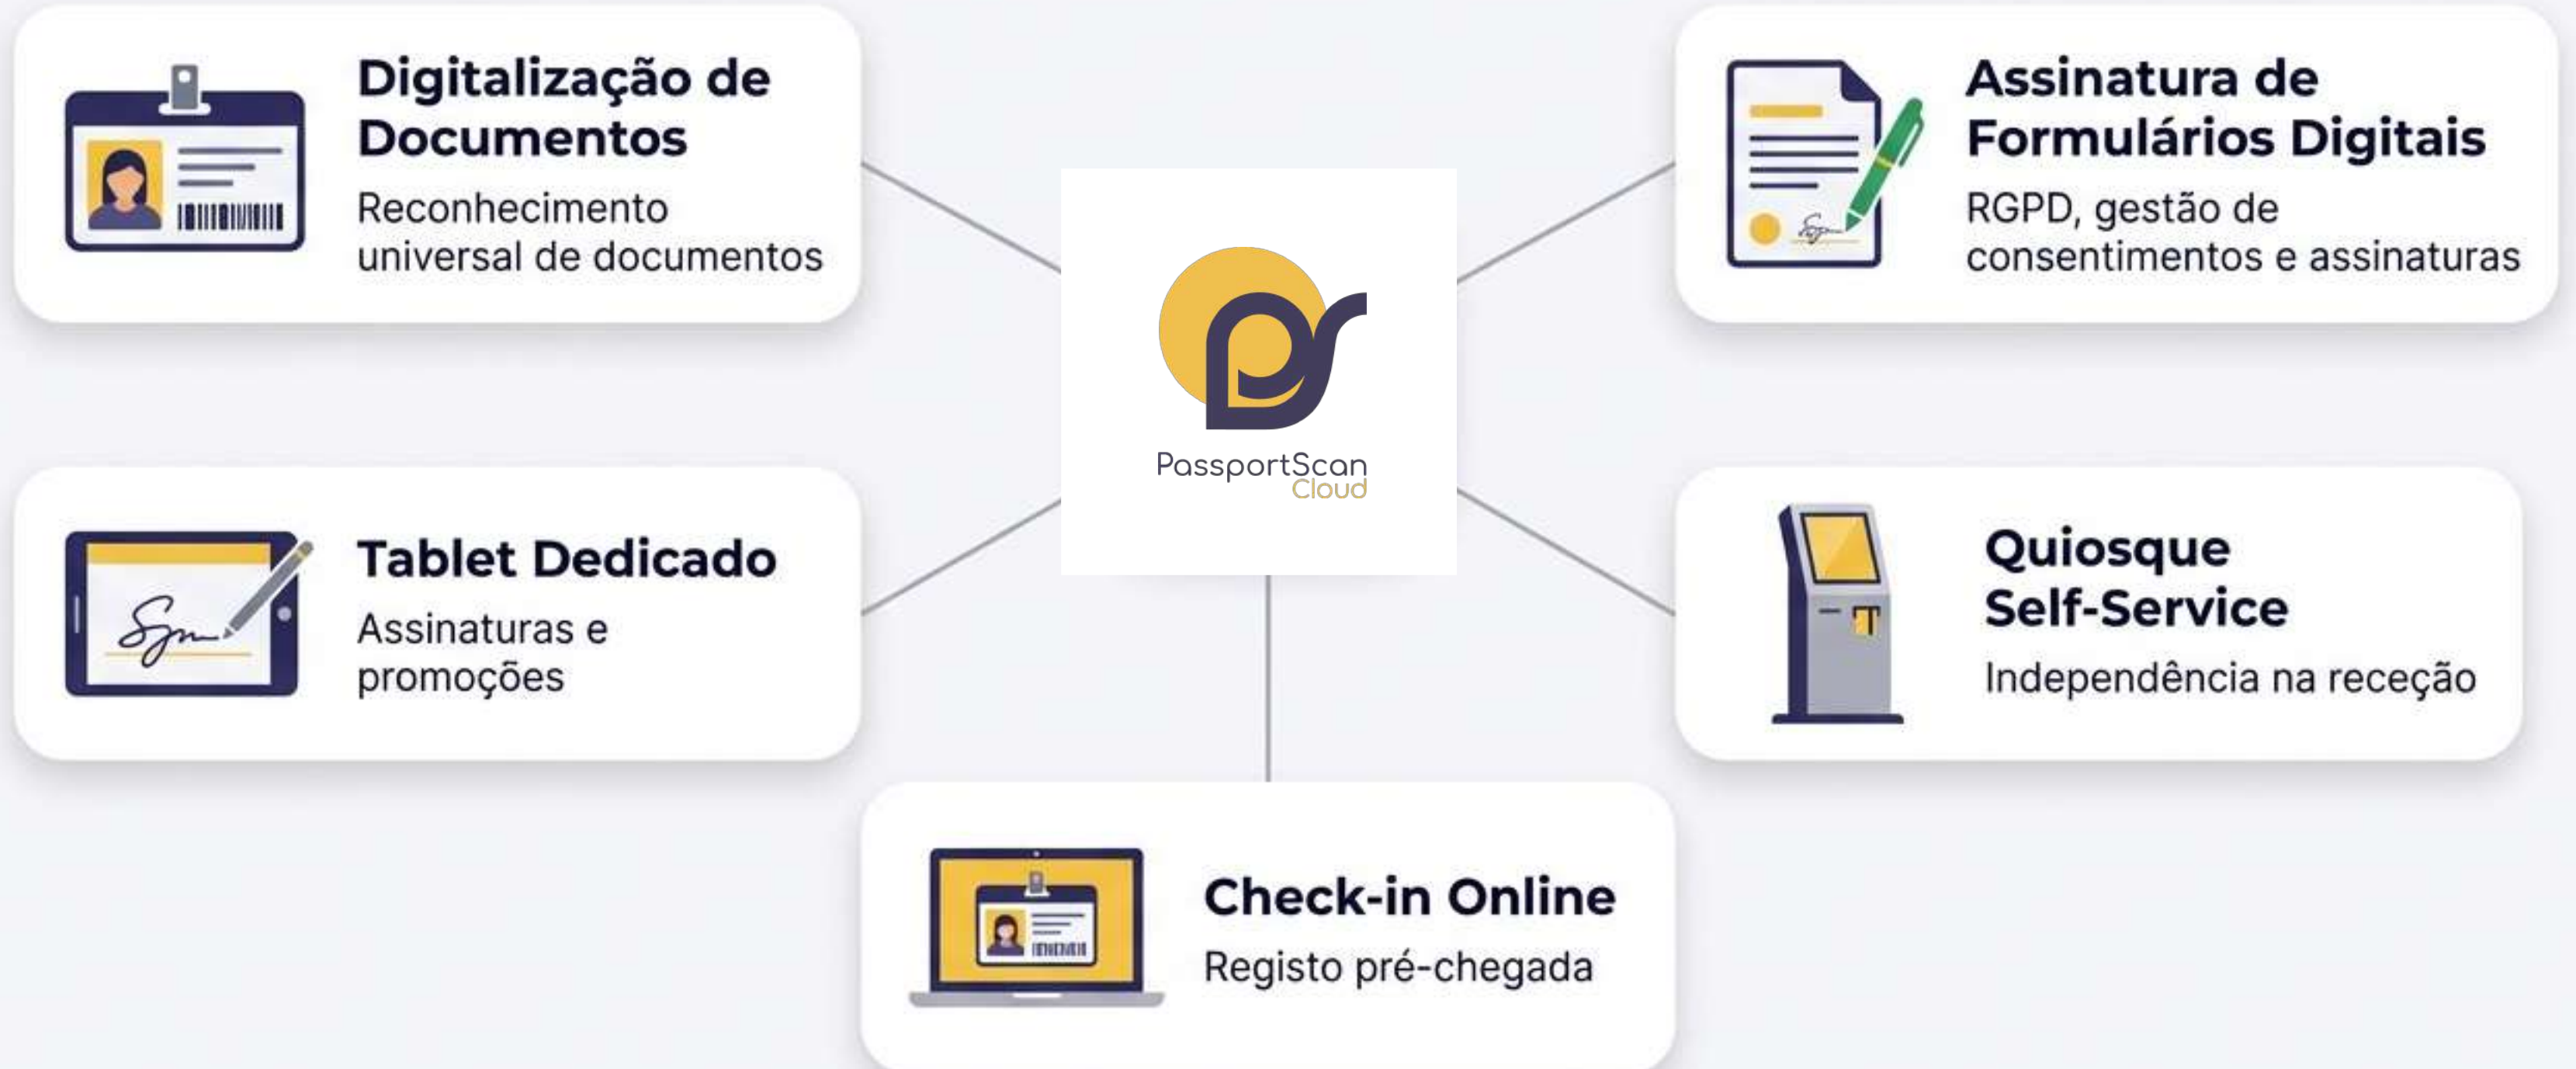 Digitalização de
Documentos
Reconhecimento
universal de documentos
Assinatura de
Formulários Digitais
RGPD, gestão de
consentimentos e assinaturas
PassportScan
Cloud
Tablet Dedicado
Assinaturas e
promoções
Quiosque
Self-Service
Independência na receção
Check-in Online
Registo pré-chegada